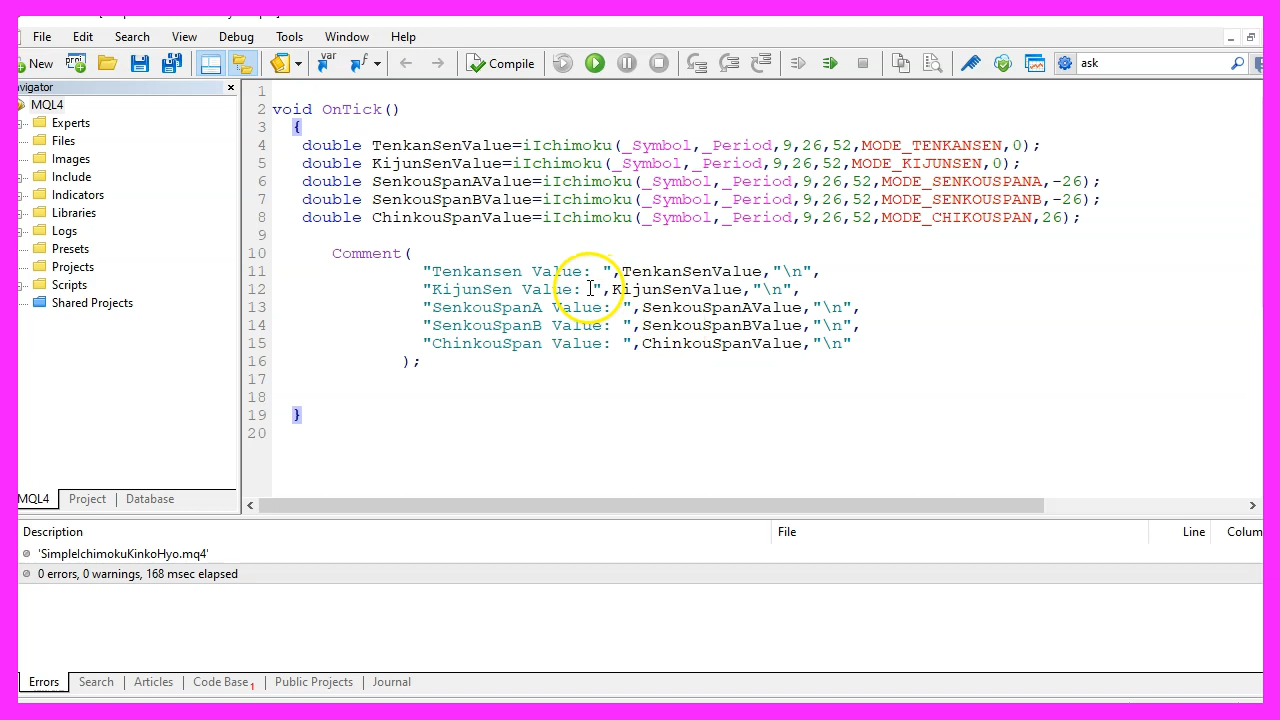 File Edit Search View Debug Tools Window Help
New var Compile ask
avigator
MQL4
Experts
Files
Images
Include
Indicators
Libraries
Logs
Presets
Projects
Scripts
Shared Projects
MQL4 Project Database
1
2 void OnTick()
3 {
4 double TenkanSenValue=iIchimoku(_Symbol,_Period,9,26,52,MODE_TENKANSEN,0);
5 double KijunSenValue=iIchimoku(_Symbol,_Period,9,26,52,MODE_KIJUNSEN,0);
6 double SenkouSpanAValue=iIchimoku(_Symbol,_Period,9,26,52,MODE_SENKOUSPANA,-26);
7 double SenkouSpanBValue=iIchimoku(_Symbol,_Period,9,26,52,MODE_SENKOUSPANB,-26);
8 double ChinkouSpanValue=iIchimoku(_Symbol,_Period,9,26,52,MODE_CHIKOUSPAN,26);
9
10 Comment(
11 "Tenkansen Value: ",TenkanSenValue,"\n",
12 "KijunSen Value: ",KijunSenValue,"\n",
13 "SenkouSpanA Value: ",SenkouSpanAValue,"\n",
14 "SenkouSpanB Value: ",SenkouSpanBValue,"\n",
15 "ChinkouSpan Value: ",ChinkouSpanValue,"\n"
16 );
17
18
19 }
20
Description File Line Colum
'SimpleIchimokuKinkoHyo.mq4'
0 errors, 0 warnings, 168 msec elapsed
Errors Search Articles Code Base 1 Public Projects Journal